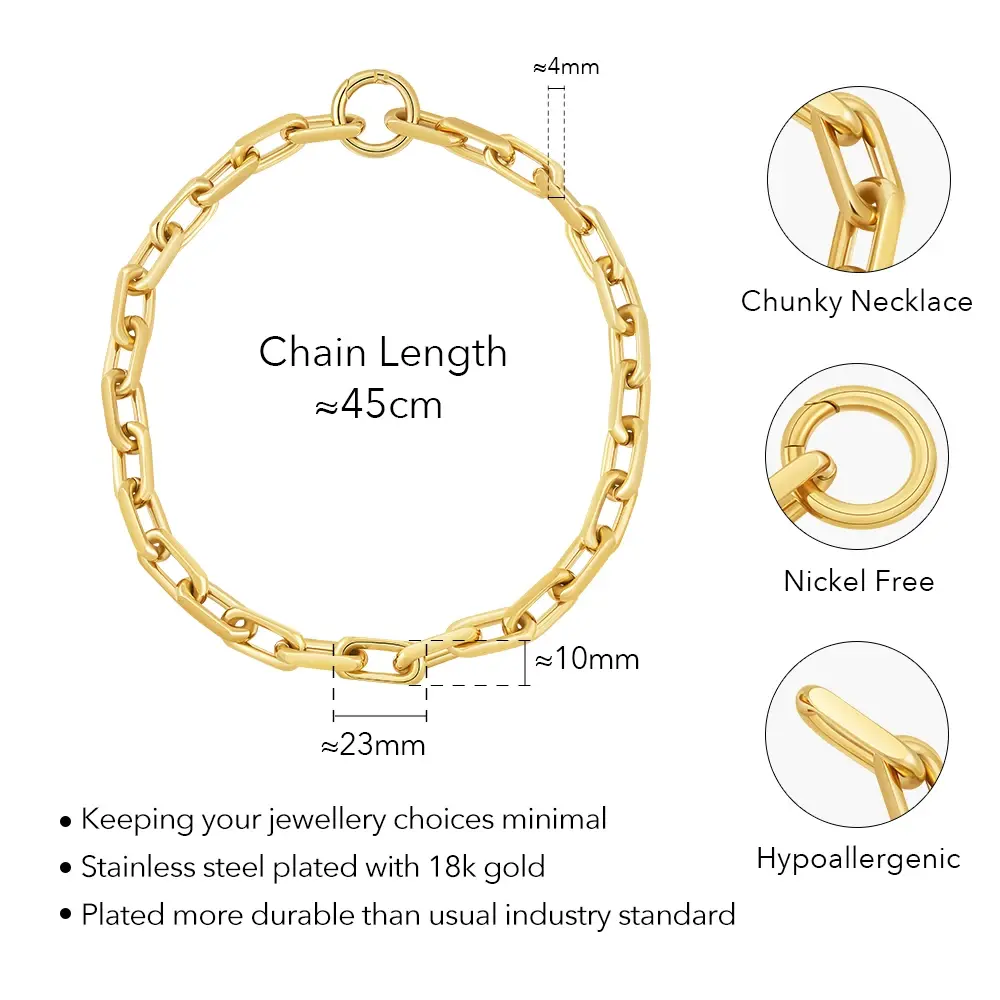 ≈4mm
Chain Length
≈45cm
Chunky Necklace
Nickel Free
≈10mm
≈23mm
Hypoallergenic
• Keeping your jewellery choices minimal
• Stainless steel plated with 18k gold
• Plated more durable than usual industry standard